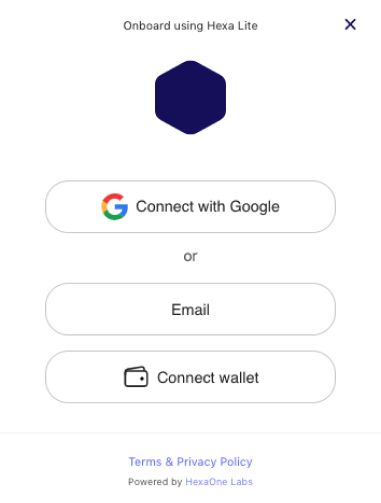 Onboard using Hexa Lite
Connect with Google
or
Email
Connect wallet
Terms & Privacy Policy
Powered by HexaOne Labs